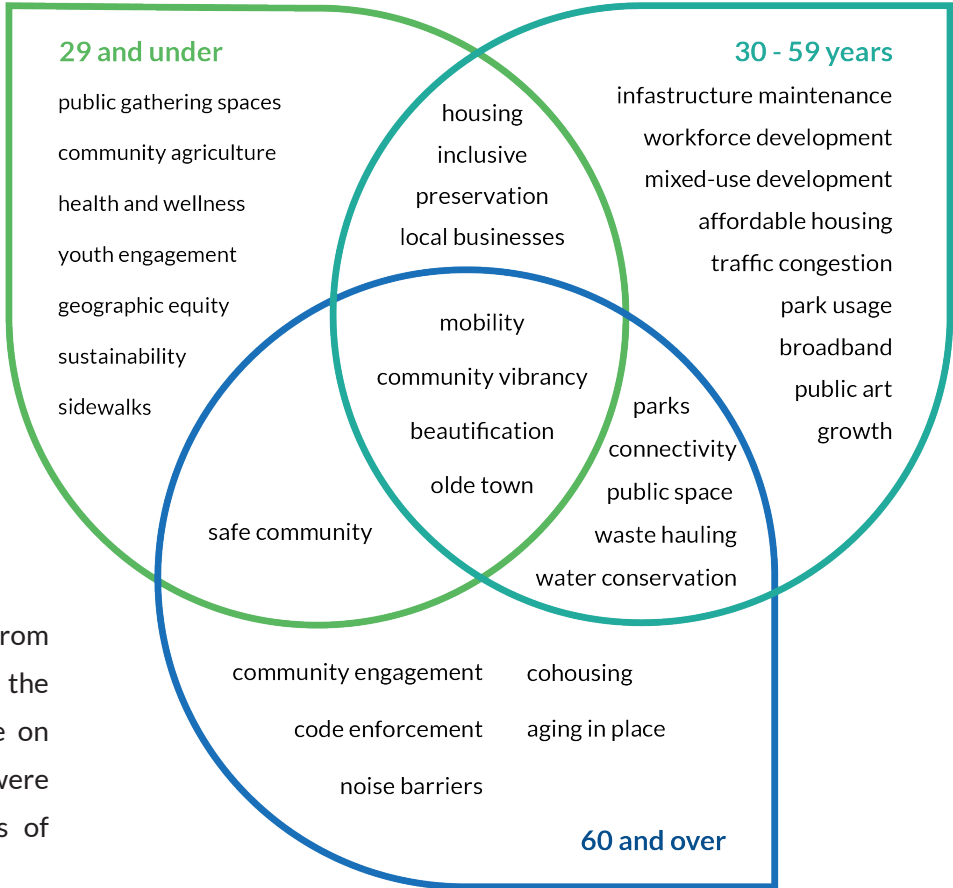 29 and under
public gathering spaces
community agriculture
health and wellness
youth engagement
geographic equity
sustainability
sidewalks
housing
inclusive
preservation
local businesses
30 - 59 years
infastructure maintenance
workforce development
mixed-use development
affordable housing
traffic congestion
park usage
broadband
public art
growth
mobility
community vibrancy
beautification
olde town
parks
connectivity
public space
waste hauling
water conservation
safe community
community engagement
code enforcement
noise barriers
cohousing
aging in place
60 and over
the
on
of